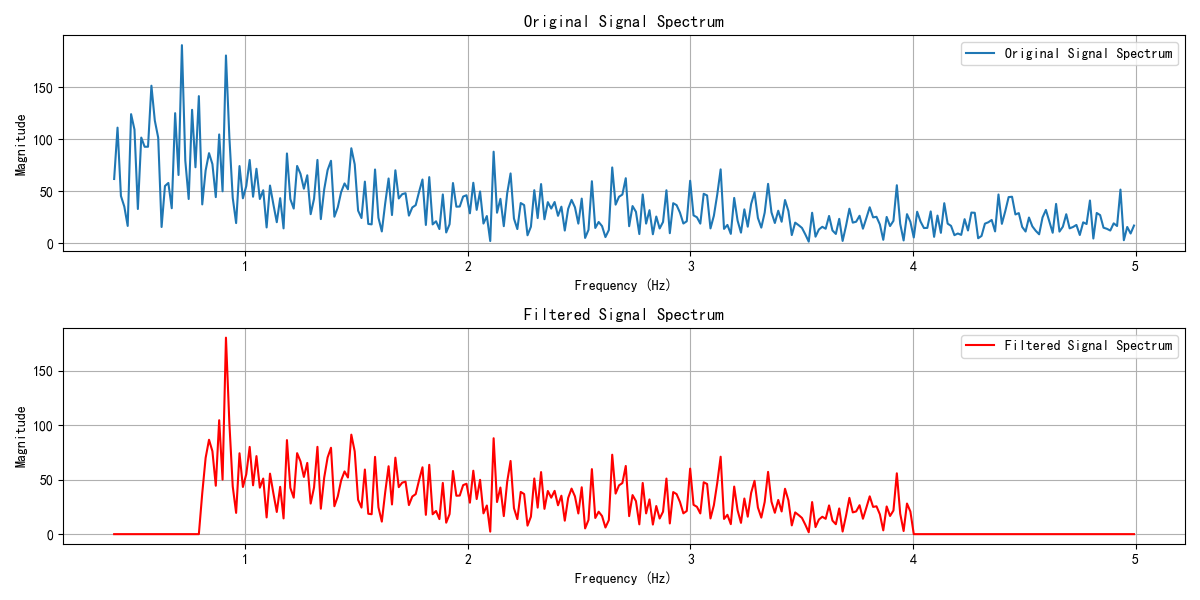 Original Signal Spectrum
Original Signal Spectrum
150
100
50
0
Magnitude
1 2 3 4 5
Frequency (Hz)
Filtered Signal Spectrum
Filtered Signal Spectrum
150
100
50
0
Magnitude
1 2 3 4 5
Frequency (Hz)